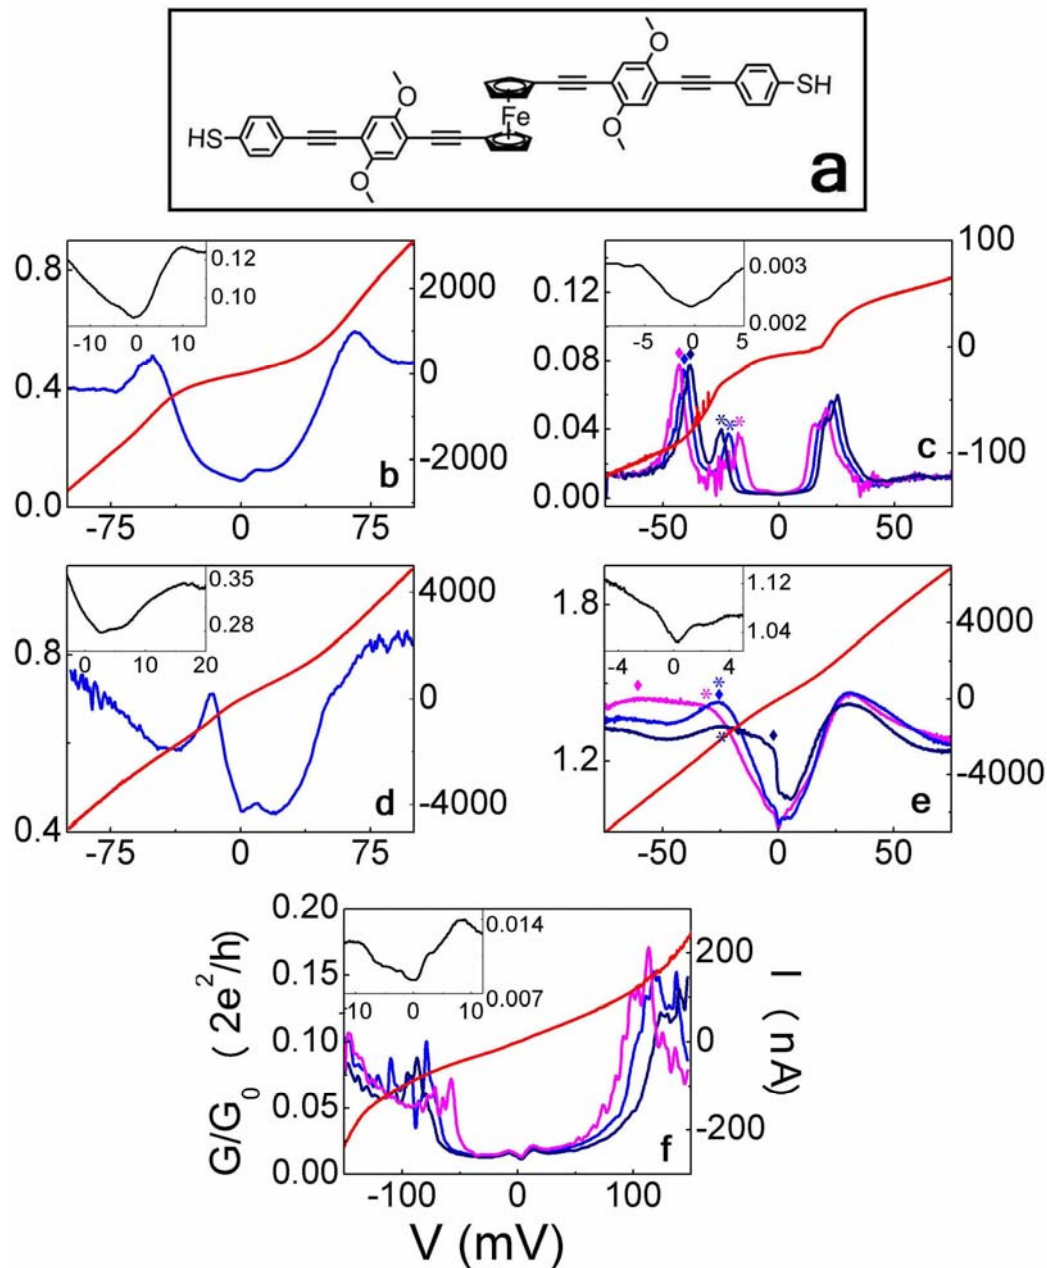 O
O
SH
Fe
O
HS
O
a
0.8
0.12
0.10
-10 0 10
2000
0
0.4
-2000
b
0.0
-75 0 75
100
0.12
0.003
0.002
-5 0 5
0
0.08
* * *
0.04
c
-100
0.00
-50 0 50
0.35
0.28
0 10 20
4000
0.8
0
d
-4000
0.4
-75 0 75
1.8
1.12
1.04
-4 0 4
4000
* * *
0
1.2
e
-4000
-50 0 50
0.20
0.014
0.007
-10 0 10
200
0.15
0.10
0
0.05
f
-200
0.00
-100 0 100
G/G0 ( 2e2/h)
I (nA)
V (mV)